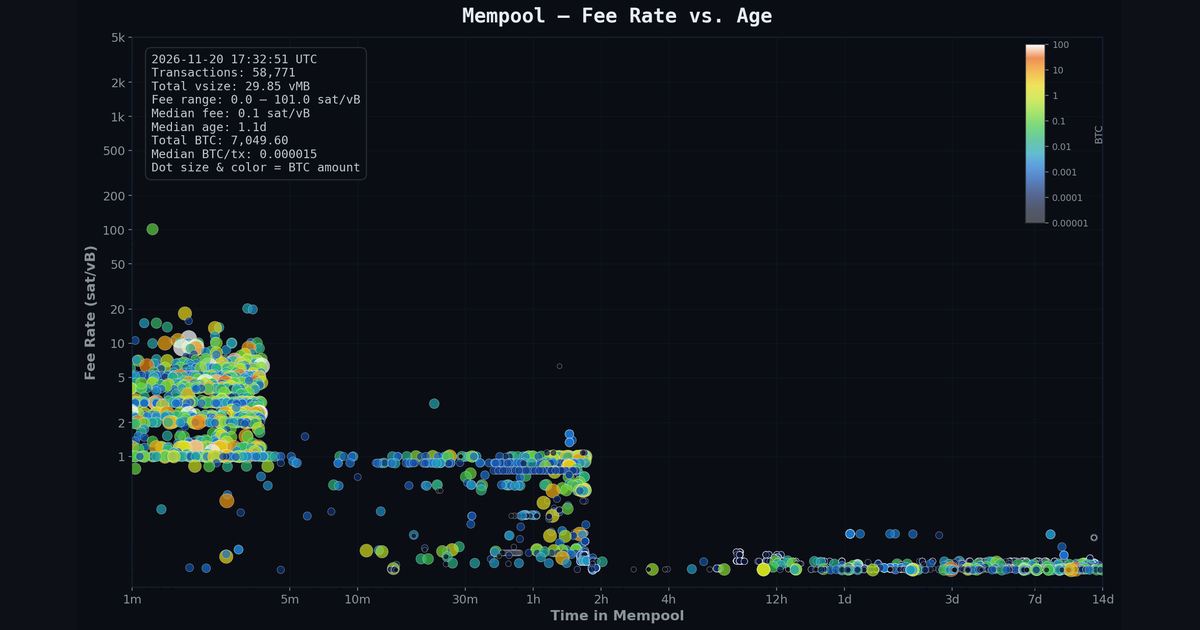 Mempool — Fee Rate vs. Age
5k
2k
1k
500
200
100
50
20
10
5
2
1
Fee Rate (sat/vB)
2026-11-20 17:32:51 UTC
Transactions: 58,771
Total vsize: 29.85 vMB
Fee range: 0.0 – 101.0 sat/vB
Median fee: 0.1 sat/vB
Median age: 1.1d
Total BTC: 7,049.60
Median BTC/tx: 0.000015
Dot size & color = BTC amount
100
10
1
0.1
0.01
0.001
0.0001
0.00001
BTC
1m
5m
10m
30m
1h
2h
4h
12h
1d
3d
7d
14d
Time in Mempool